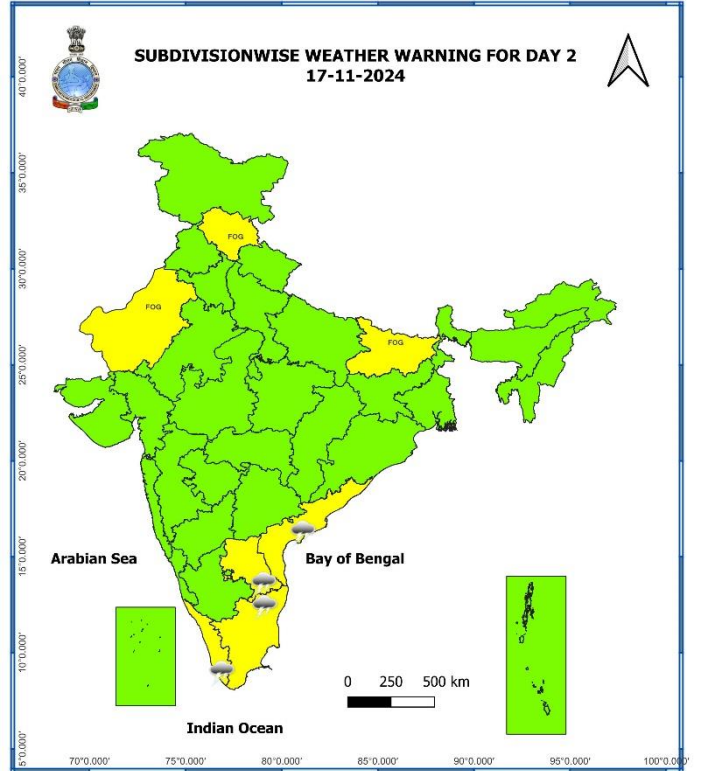 SUBDIVISIONWISE WEATHER WARNING FOR DAY 2
17-11-2024
40°0.000'
35°0.000'
30°0.000'
25°0.000'
20°0.000'
15°0.000'
10°0.000'
5°0.000'
FOG
FOG
FOG
Arabian Sea
Bay of Bengal
0 250 500 km
Indian Ocean
70°0.000' 75°0.000' 80°0.000' 85°0.000' 90°0.000' 95°0.000' 100°0.000'